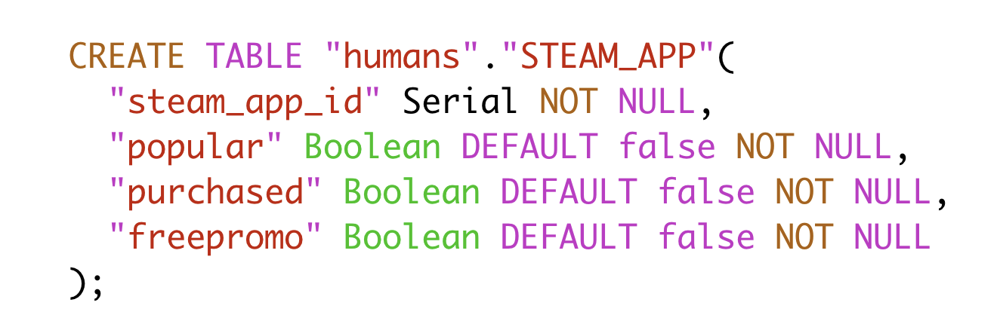 CREATE TABLE "humans"."STEAM_APP"(
"steam_app_id" Serial NOT NULL,
"popular" Boolean DEFAULT false NOT NULL,
"purchased" Boolean DEFAULT false NOT NULL,
"freepromo" Boolean DEFAULT false NOT NULL
);